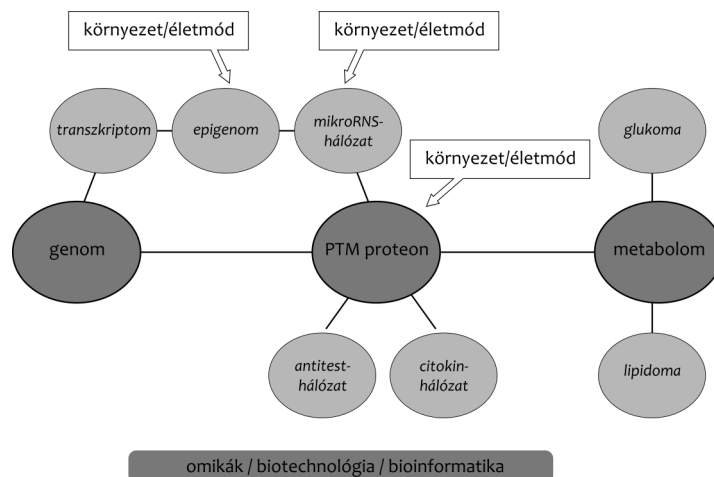 környezet/életmód
környezet/életmód
transzkriptom
epigenom
mikroRNS-
hálózat
glukoma
környezet/életmód
genom
PTM proteon
metabolom
antitest-
hálózat
citokin-
hálózat
lipidoma
omikák / biotechnológia / bioinformatika